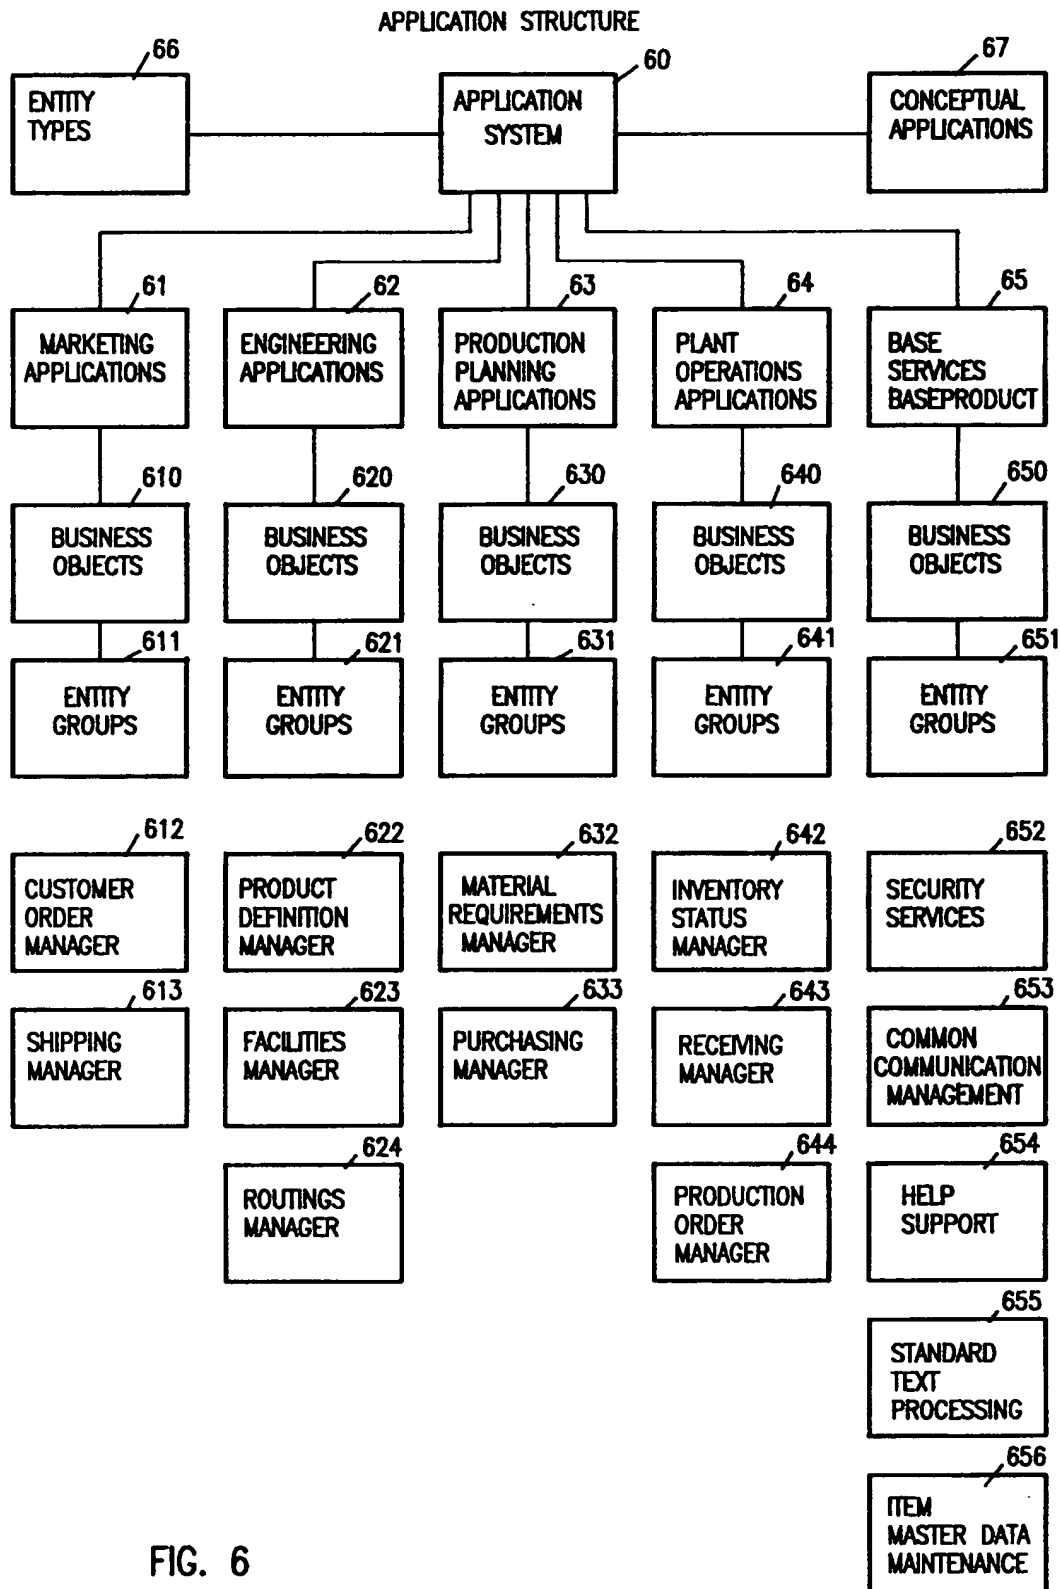 APPLICATION STRUCTURE
66
ENTITY
TYPES
60
APPLICATION
SYSTEM
67
CONCEPTUAL
APPLICATIONS
61
MARKETING
APPLICATIONS
62
ENGINEERING
APPLICATIONS
63
PRODUCTION
PLANNING
APPLICATIONS
64
PLANT
OPERATIONS
APPLICATIONS
65
BASE
SERVICES
BASEPRODUCT
610
BUSINESS
OBJECTS
620
BUSINESS
OBJECTS
630
BUSINESS
OBJECTS
640
BUSINESS
OBJECTS
650
BUSINESS
OBJECTS
611
ENTITY
GROUPS
621
ENTITY
GROUPS
631
ENTITY
GROUPS
641
ENTITY
GROUPS
651
ENTITY
GROUPS
612
CUSTOMER
ORDER
MANAGER
622
PRODUCT
DEFINITION
MANAGER
632
MATERIAL
REQUIREMENTS
MANAGER
642
INVENTORY
STATUS
MANAGER
652
SECURITY
SERVICES
613
SHIPPING
MANAGER
623
FACILITIES
MANAGER
633
PURCHASING
MANAGER
643
RECEIVING
MANAGER
653
COMMON
COMMUNICATION
MANAGEMENT
624
ROUTINGS
MANAGER
644
PRODUCTION
ORDER
MANAGER
654
HELP
SUPPORT
655
STANDARD
TEXT
PROCESSING
656
ITEM
MASTER DATA
MAINTENANCE
FIG. 6